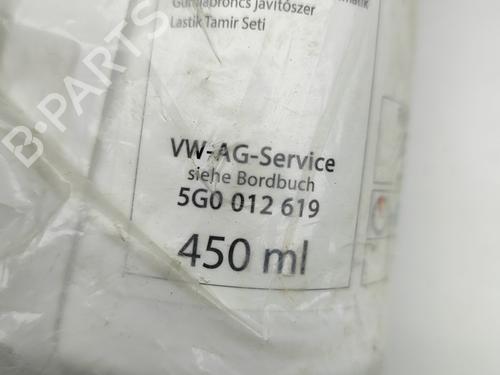 Gumiabroncs Javítószer
Lastik Tamir Seti
VW-AG-Service
siehe Bordbuch
5G0 012 619
450 ml
B-PARTS